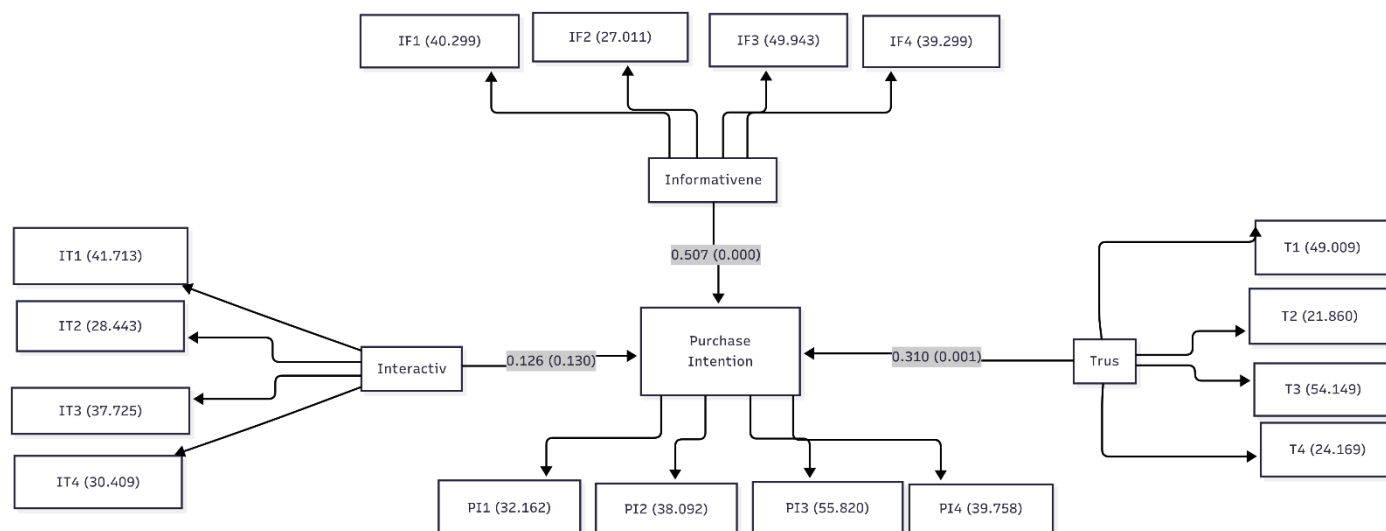 IF1 (40.299)
IF2 (27.011)
IF3 (49.943)
IF4 (39.299)
Informativene
IT1 (41.713)
T1 (49.009)
0.507 (0.000)
IT2 (28.443)
T2 (21.860)
Purchase
Intention
Interactiv
0.126 (0.130)
0.310 (0.001)
Trus
T3 (54.149)
IT3 (37.725)
T4 (24.169)
IT4 (30.409)
PI1 (32.162)
PI2 (38.092)
PI3 (55.820)
PI4 (39.758)